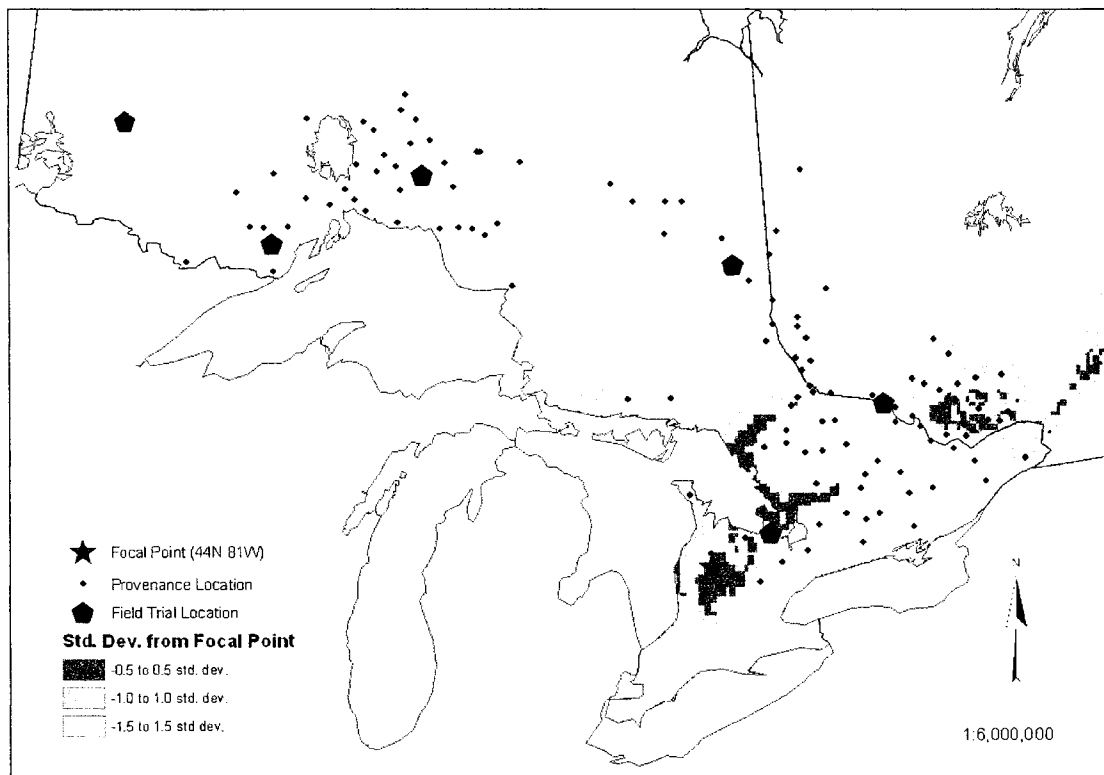 Focal Point (44N 81W)
Provenance Location
Field Trial Location
Std. Dev. from Focal Point
-0.5 to 0.5 std. dev.
-1.0 to 1.0 std. dev.
-1.5 to 1.5 std dev.
N
1:6,000,000